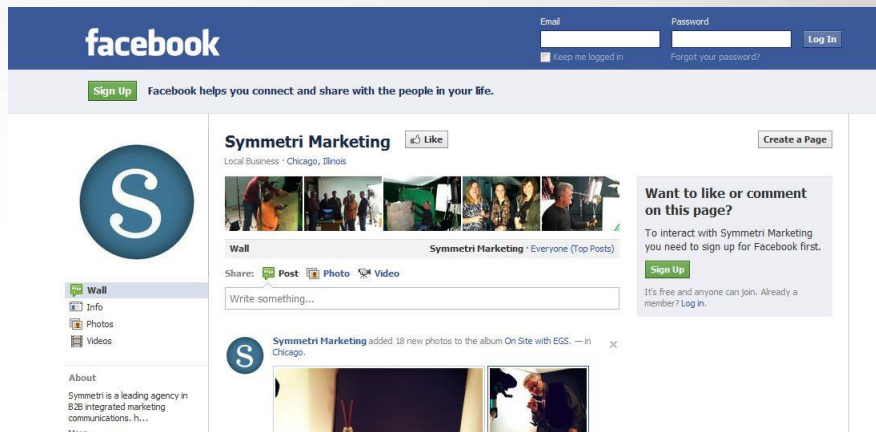 facebook
Email
Password
Log In
Keep me logged in
Forgot your password?
Sign Up
Facebook helps you connect and share with the people in your life.
S
Symmetri Marketing
Like
Create a Page
Local Business · Chicago, Illinois
Want to like or comment
on this page?
To interact with Symmetri Marketing
you need to sign up for Facebook first.
Sign Up
It's free and anyone can join. Already a
member? Log in.
Wall
Symmetri Marketing · Everyone (Top Posts)
Share: Post Photo Video
Write something...
Wall
Info
Photos
Videos
About
Symmetri is a leading agency in
B2B integrated marketing
communications. h...
S
Symmetri Marketing added 18 new photos to the album On Site with EGS. — in
Chicago.